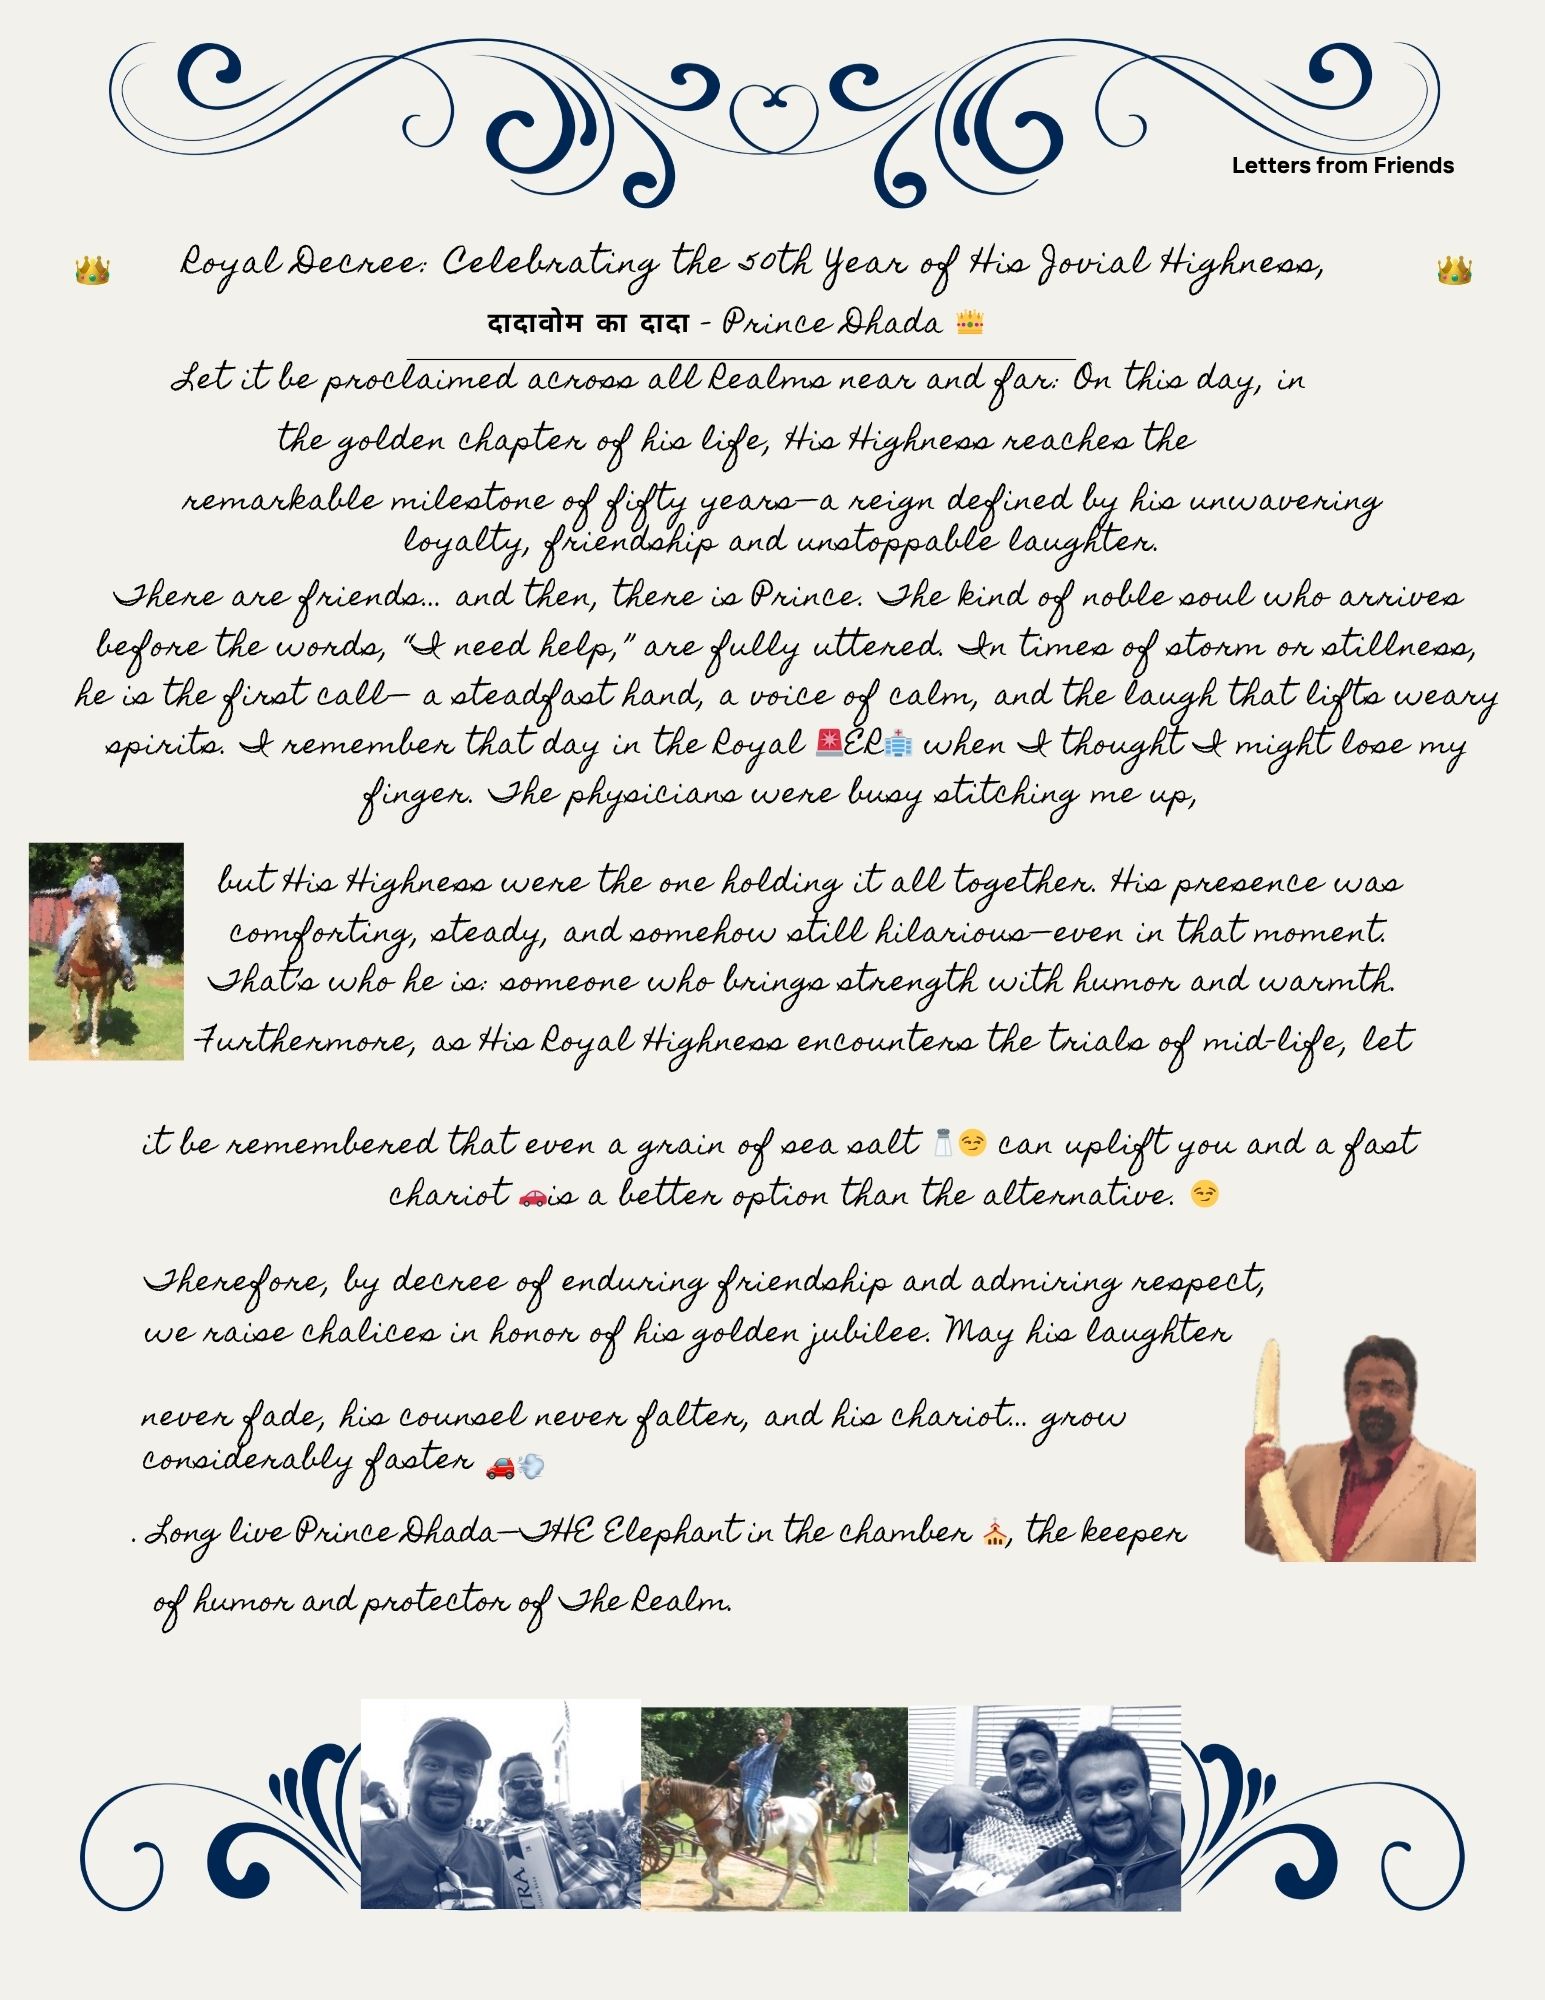 Letters from Friends
👑 Royal Decree: Celebrating the 50th Year of His Jovial Highness, 👑
दादावोम का दादा - Prince Dhada 👑
Let it be proclaimed across all Realms near and far: On this day, in
the golden chapter of his life, His Highness reaches the
remarkable milestone of fifty years—a reign defined by his unwavering
loyalty, friendship and unstoppable laughter.
There are friends... and then, there is Prince. The kind of noble soul who arrives
before the words, “I need help,” are fully uttered. In times of storm or stillness,
he is the first call— a steadfast hand, a voice of calm, and the laugh that lifts weary
spirits. I remember that day in the Royal 🚨ER🏥 when I thought I might lose my
finger. The physicians were busy stitching me up,
but His Highness were the one holding it all together. His presence was
comforting, steady, and somehow still hilarious—even in that moment.
That's who he is: someone who brings strength with humor and warmth.
Furthermore, as His Royal Highness encounters the trials of mid-life, let
it be remembered that even a grain of sea salt 🧂😏 can uplift you and a fast
chariot 🚗is a better option than the alternative. 😏
Therefore, by decree of enduring friendship and admiring respect,
we raise chalices in honor of his golden jubilee. May his laughter
never fade, his counsel never falter, and his chariot... grow
considerably faster 🚗💨
. Long live Prince Dhada—THE Elephant in the chamber ⛪, the keeper
of humor and protector of The Realm.
TRA